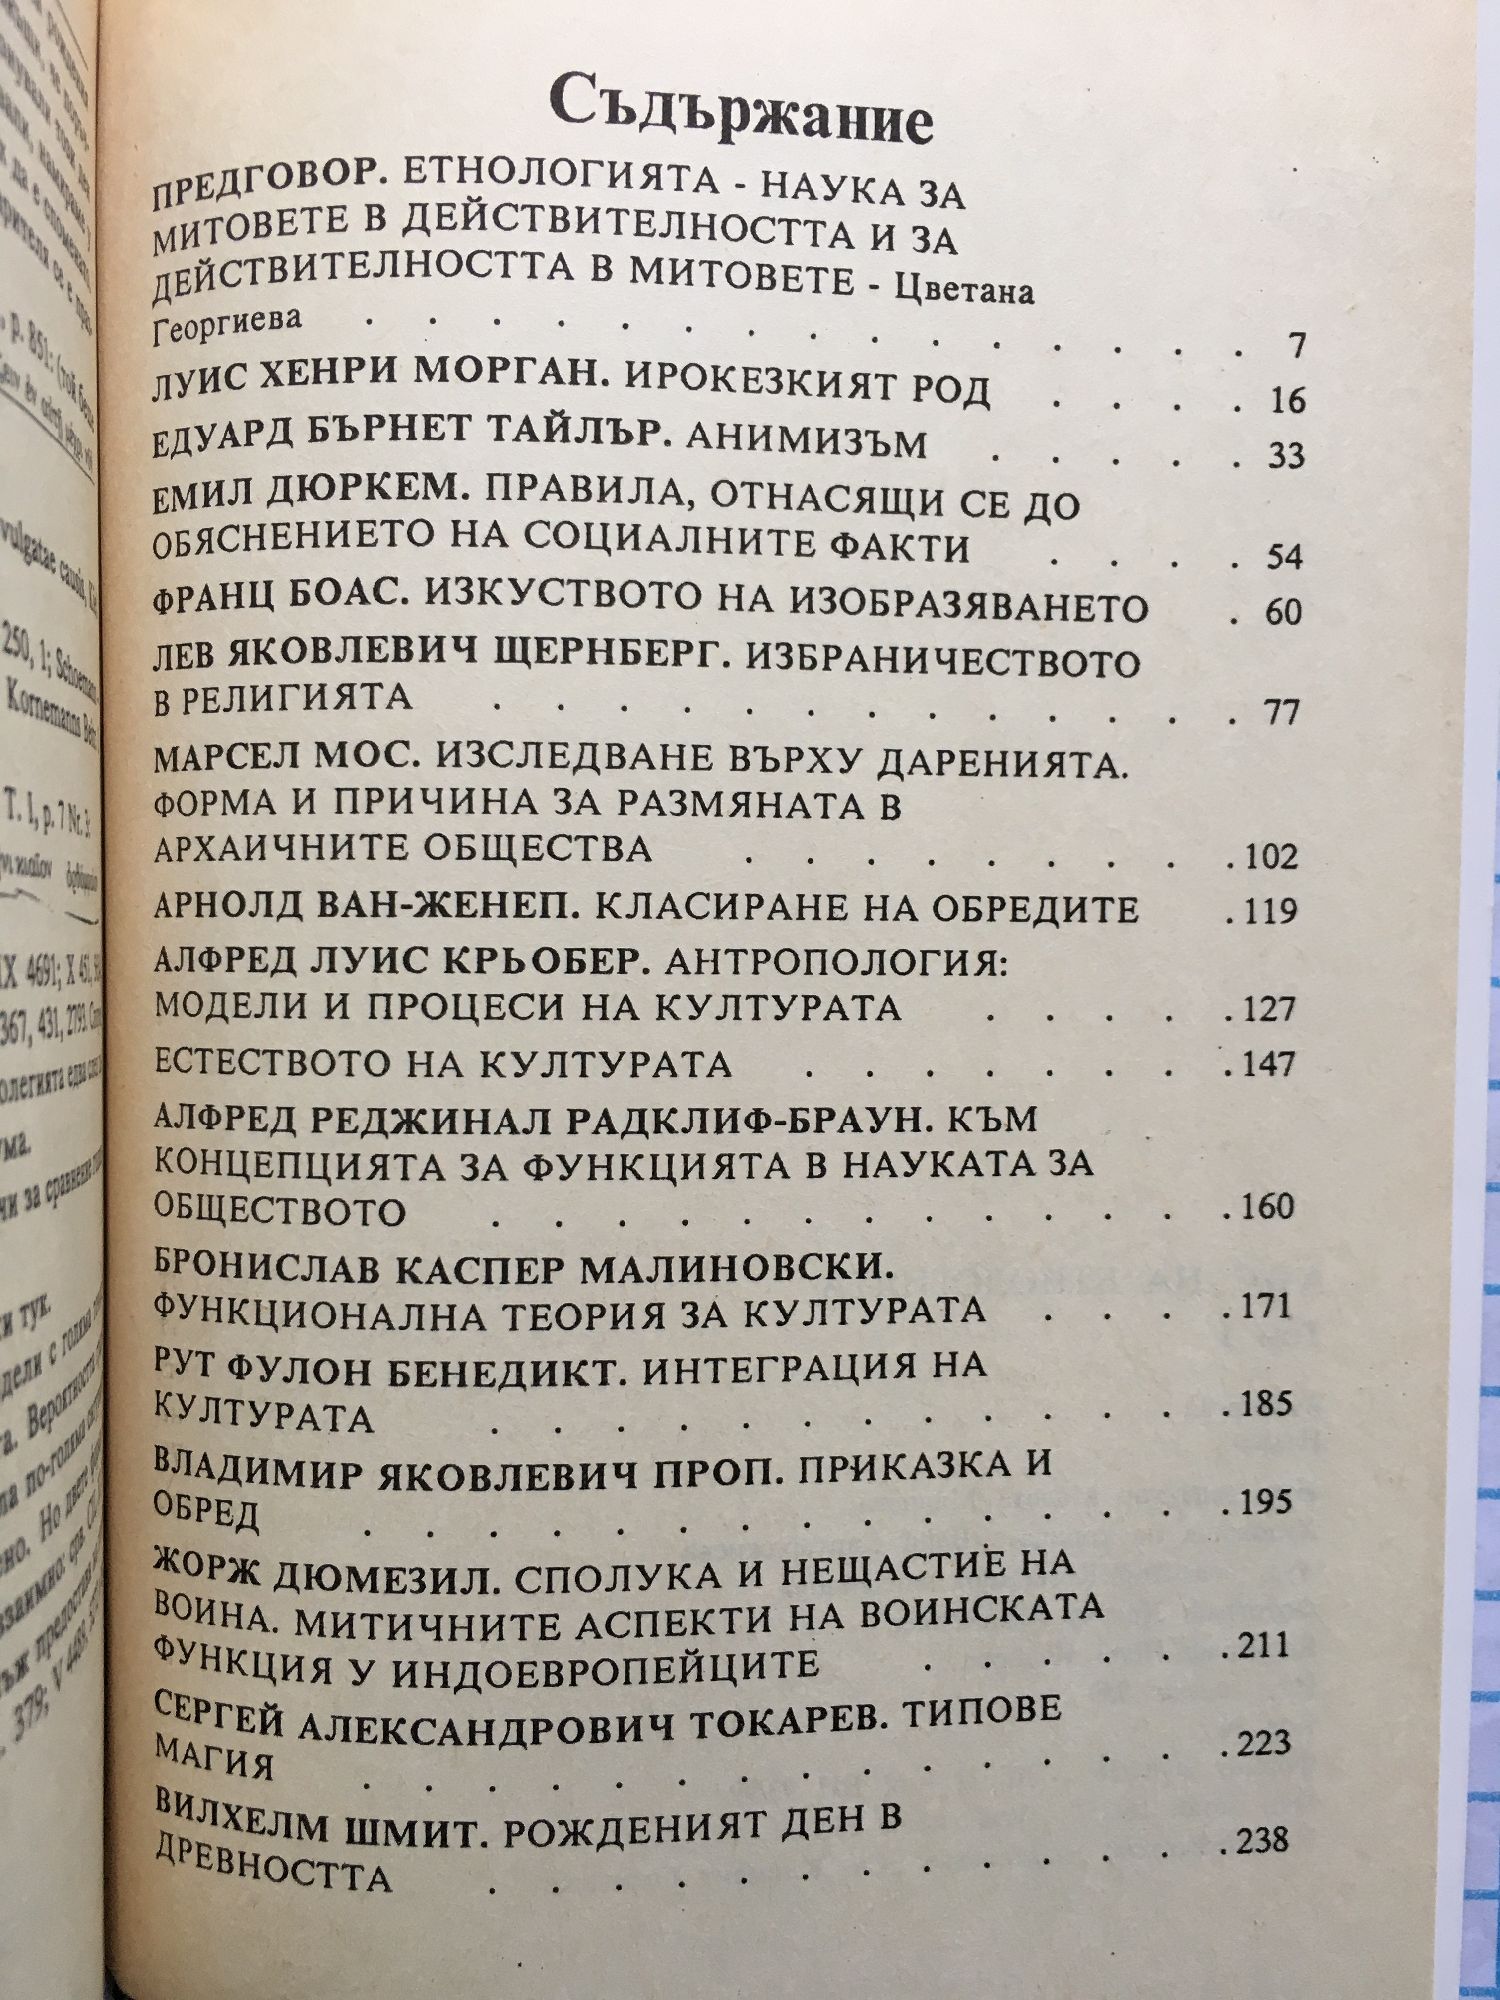 Съдържание
ПРЕДГОВОР. ЕТНОЛОГИЯТА - НАУКА ЗА
МИТОВЕТЕ В ДЕЙСТВИТЕЛНОСТТА И ЗА
ДЕЙСТВИТЕЛНОСТТА В МИТОВЕТЕ - Цветана
Георгиева . . . . . . . . . . . . . . . 7
ЛУИС ХЕНРИ МОРГАН. ИРОКЕЗКИЯТ РОД . . . . 16
ЕДУАРД БЪРНЕТ ТАЙЛЪР. АНИМИЗЪМ . . . . . 33
ЕМИЛ ДЮРКЕМ. ПРАВИЛА, ОТНАСЯЩИ СЕ ДО
ОБЯСНЕНИЕТО НА СОЦИАЛНИТЕ ФАКТИ . . . . 54
ФРАНЦ БОАС. ИЗКУСТВОТО НА ИЗОБРАЗЯВАНЕТО . 60
ЛЕВ ЯКОВЛЕВИЧ ЩЕРНБЕРГ. ИЗБРАНИЧЕСТВОТО
В РЕЛИГИЯТА . . . . . . . . . . . . . 77
МАРСЕЛ МОС. ИЗСЛЕДВАНЕ ВЪРХУ ДАРЕНИЯТА.
ФОРМА И ПРИЧИНА ЗА РАЗМЯНАТА В
АРХАИЧНИТЕ ОБЩЕСТВА . . . . . . . . . 102
АРНОЛД ВАН-ЖЕНЕП. КЛАСИРАНЕ НА ОБРЕДИТЕ . 119
АЛФРЕД ЛУИС КРЬОБЕР. АНТРОПОЛОГИЯ:
МОДЕЛИ И ПРОЦЕСИ НА КУЛТУРАТА . . . . . 127
ЕСТЕСТВОТО НА КУЛТУРАТА . . . . . . . . 147
АЛФРЕД РЕДЖИНАЛ РАДКЛИФ-БРАУН. КЪМ
КОНЦЕПЦИЯТА ЗА ФУНКЦИЯТА В НАУКАТА ЗА
ОБЩЕСТВОТО . . . . . . . . . . . . . 160
БРОНИСЛАВ КАСПЕР МАЛИНОВСКИ.
ФУНКЦИОНАЛНА ТЕОРИЯ ЗА КУЛТУРАТА . . . . 171
РУТ ФУЛОН БЕНЕДИКТ. ИНТЕГРАЦИЯ НА
КУЛТУРАТА . . . . . . . . . . . . . 185
ВЛАДИМИР ЯКОВЛЕВИЧ ПРОП. ПРИКАЗКА И
ОБРЕД . . . . . . . . . . . . . . . 195
ЖОРЖ ДЮМЕЗИЛ. СПОЛУКА И НЕЩАСТИЕ НА
ВОИНА. МИТИЧНИТЕ АСПЕКТИ НА ВОИНСКАТА
ФУНКЦИЯ У ИНДОЕВРОПЕЙЦИТЕ . . . . . . 211
СЕРГЕЙ АЛЕКСАНДРОВИЧ ТОКАРЕВ. ТИПОВЕ
МАГИЯ . . . . . . . . . . . . . . . 223
ВИЛХЕЛМ ШМИТ. РОЖДЕНИЯТ ДЕН В
ДРЕВНОСТТА . . . . . . . . . . . . . 238